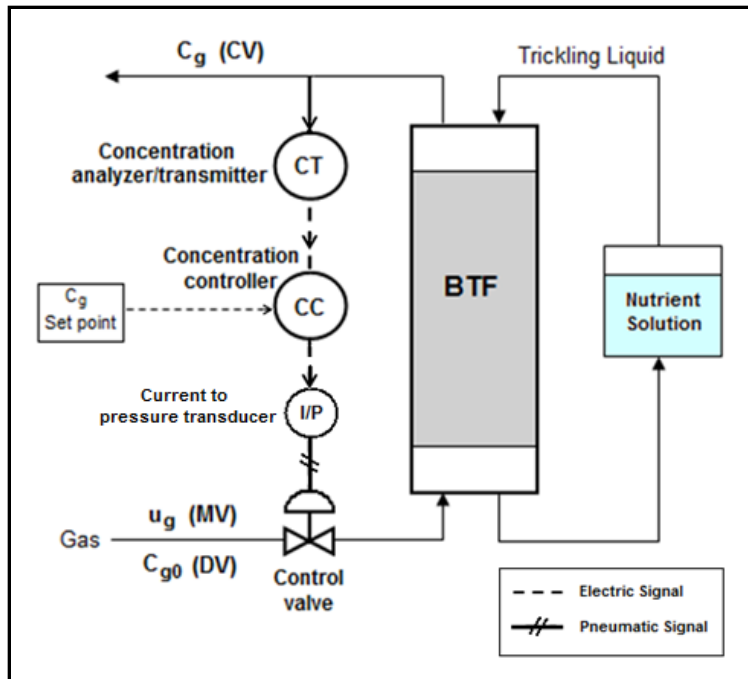 Cg (CV)
Trickling Liquid
Concentration
analyzer/transmitter
CT
Concentration
controller
CC
Cg
Set point
BTF
Nutrient
Solution
Current to
pressure transducer
I/P
ug (MV)
Gas
Cg0 (DV)
Control
valve
Electric Signal
Pneumatic Signal